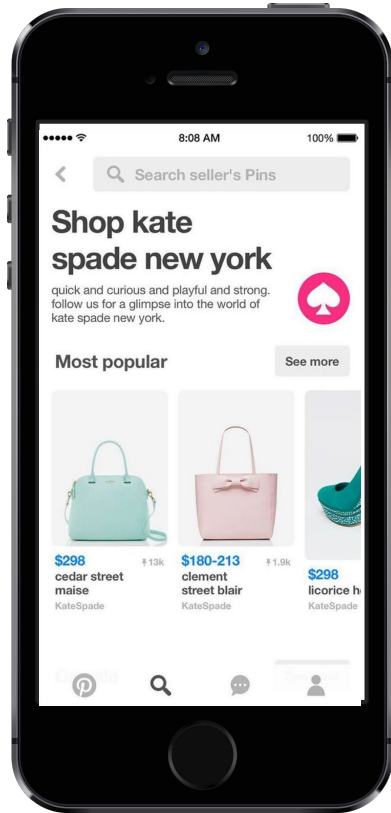 8:08 AM
100%
Search seller's Pins
Shop kate
spade new york
quick and curious and playful and strong.
follow us for a glimpse into the world of
kate spade new york.
Most popular
See more
$298
13k
cedar street
maise
KateSpade
$180-213
1.9k
clement
street blair
KateSpade
$298
licorice h
KateSpade